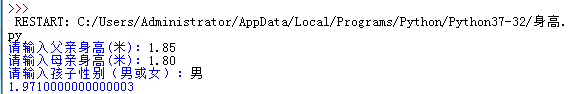 >>>
RESTART: C:/Users/Administrator/AppData/Local/Programs/Python/Python37-32/身高.
py
请输入父亲身高(米): 1.85
请输入母亲身高(米): 1.80
请输入孩子性别（男或女）: 男
1.9710000000000003